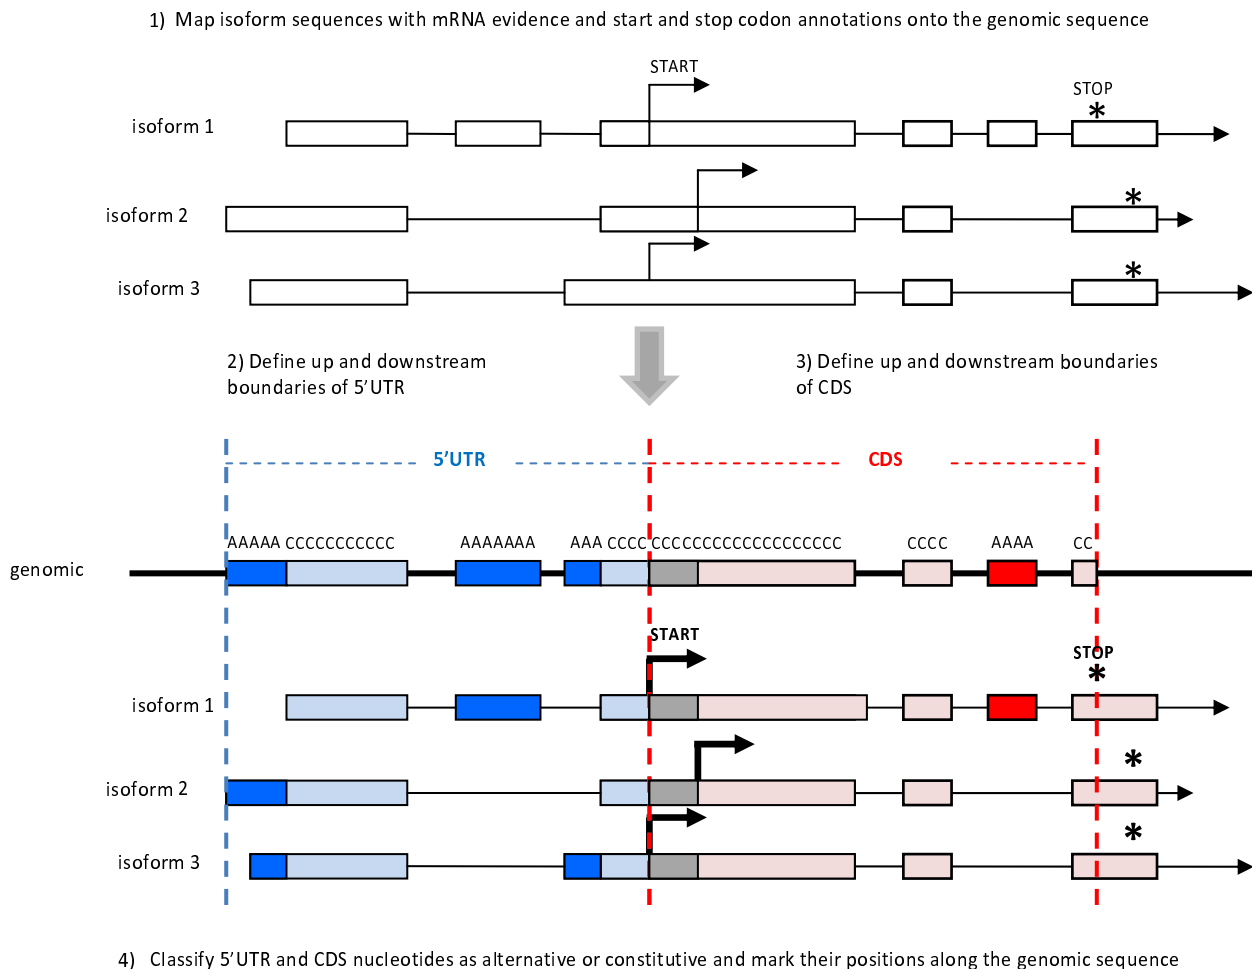 1) Map isoform sequences with mRNA evidence and start and stop codon annotations onto the genomic sequence
START
STOP
*
isoform 1
*
isoform 2
*
isoform 3
2) Define up and downstream
boundaries of 5’UTR
3) Define up and downstream boundaries
of CDS
5’UTR
CDS
AAAAA CCCCCCCCCCC AAAAAAA AAA CCCC CCCCCCCCCCCCCCCCCC CCCC AAAA CC
genomic
START
STOP
*
isoform 1
*
isoform 2
*
isoform 3
4) Classify 5’UTR and CDS nucleotides as alternative or constitutive and mark their positions along the genomic sequence